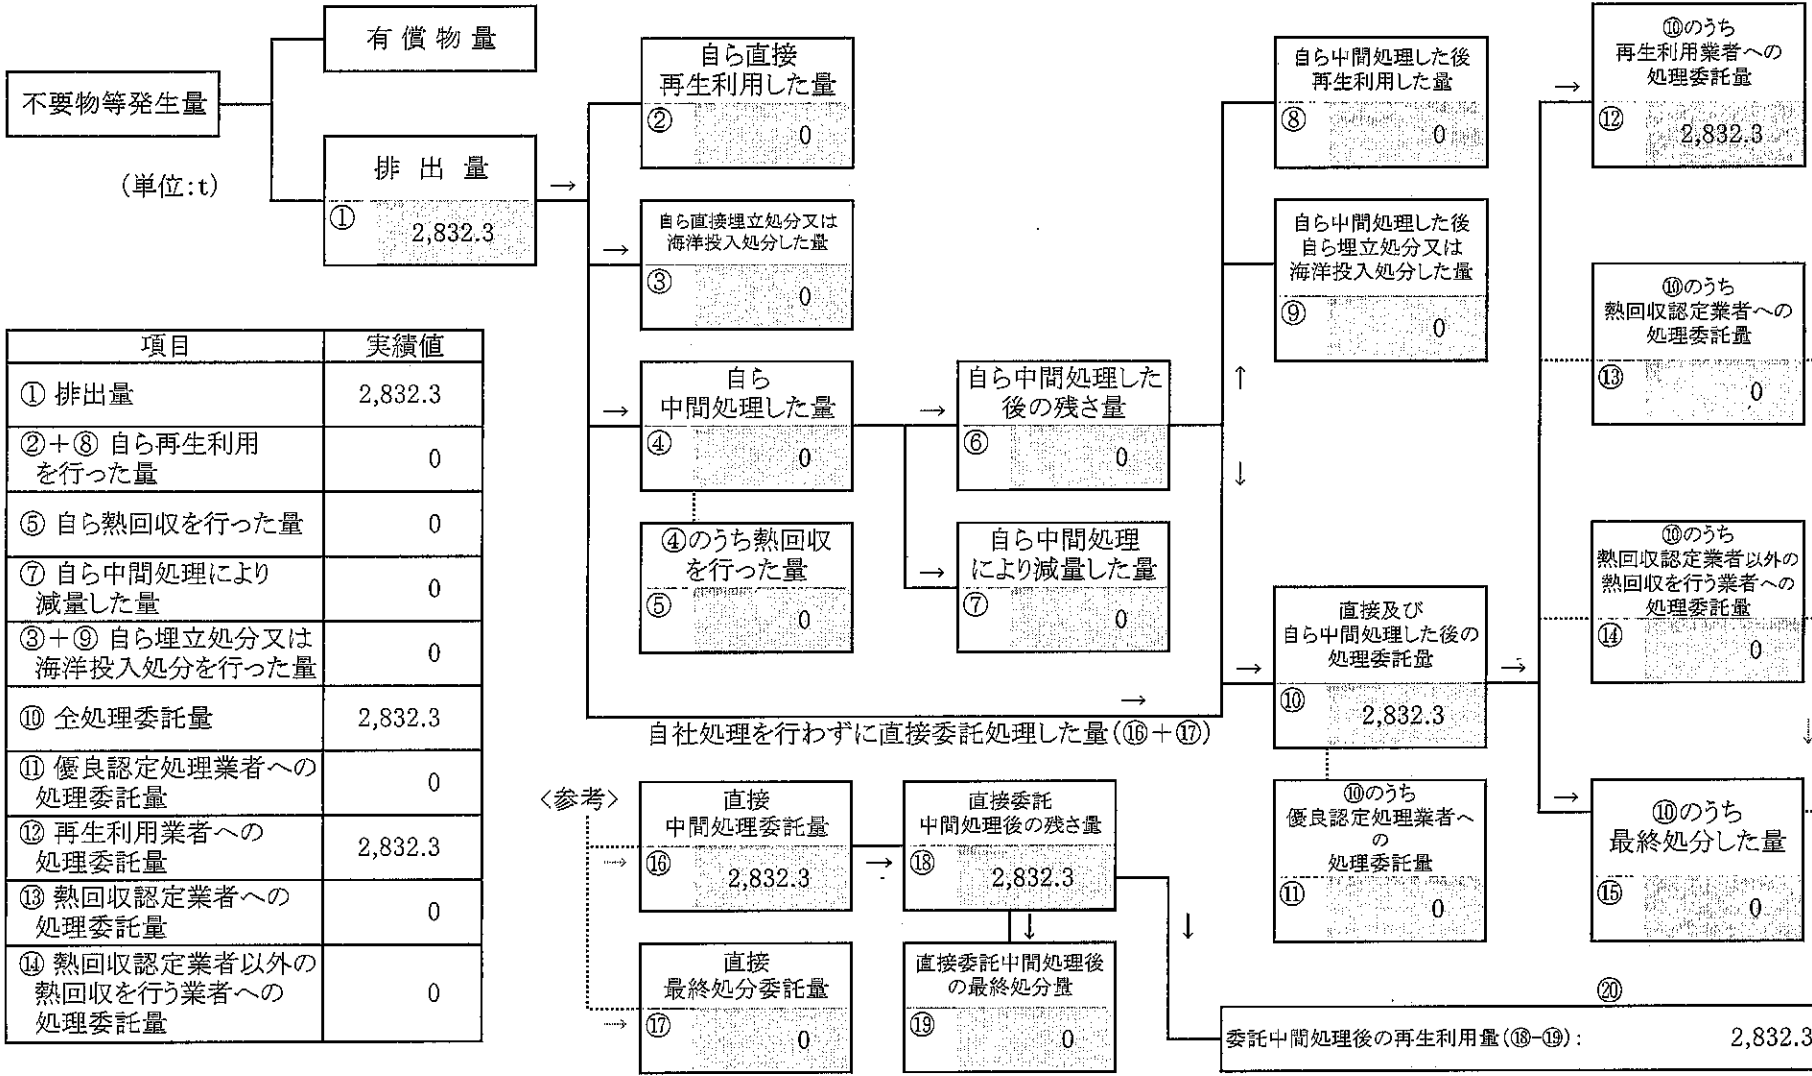 不要物等発生量
(単位:t)
有 償 物 量
排 出 量
①
2,832.3
→
自ら直接
再生利用した量
②
0
→
自ら直接埋立処分又は
海洋投入処分した量
③
0
→
自ら
中間処理した量
④
0
④のうち熱回収
を行った量
⑤
0
→
自ら中間処理した
後の残さ量
⑥
0
→
自ら中間処理
により減量した量
⑦
0
↑
↓
自ら中間処理した後
再生利用した量
⑧
0
自ら中間処理した後
自ら埋立処分又は
海洋投入処分した量
⑨
0
→
自社処理を行わずに直接委託処理した量(⑯+⑰)
→
直接及び
自ら中間処理した後の
処理委託量
⑩
2,832.3
→
⑩のうち
優良認定処理業者へ
の
処理委託量
⑪
0
→
⑩のうち
再生利用業者への
処理委託量
⑫
2,832.3
⑩のうち
熱回収認定業者への
処理委託量
⑬
0
⑩のうち
熱回収認定業者以外の
熱回収を行う業者への
処理委託量
⑭
0
↓
→
⑩のうち
最終処分した量
⑮
0
項目 実績値
① 排出量 2,832.3
②+⑧ 自ら再生利用
を行った量 0
⑤ 自ら熱回収を行った量 0
⑦ 自ら中間処理により
減量した量 0
③+⑨ 自ら埋立処分又は
海洋投入処分を行った量 0
⑩ 全処理委託量 2,832.3
⑪ 優良認定処理業者への
処理委託量 0
⑫ 再生利用業者への
処理委託量 2,832.3
⑬ 熱回収認定業者への
処理委託量 0
⑭ 熱回収認定業者以外の
熱回収を行う業者への
処理委託量 0
<参考>
→
直接
中間処理委託量
⑯
2,832.3
→
直接
最終処分委託量
⑰
0
→
直接委託
中間処理後の残さ量
⑱
2,832.3
↓
直接委託中間処理後
の最終処分量
⑲
0
↓
⑳
委託中間処理後の再生利用量(⑱-⑲): 2,832.3